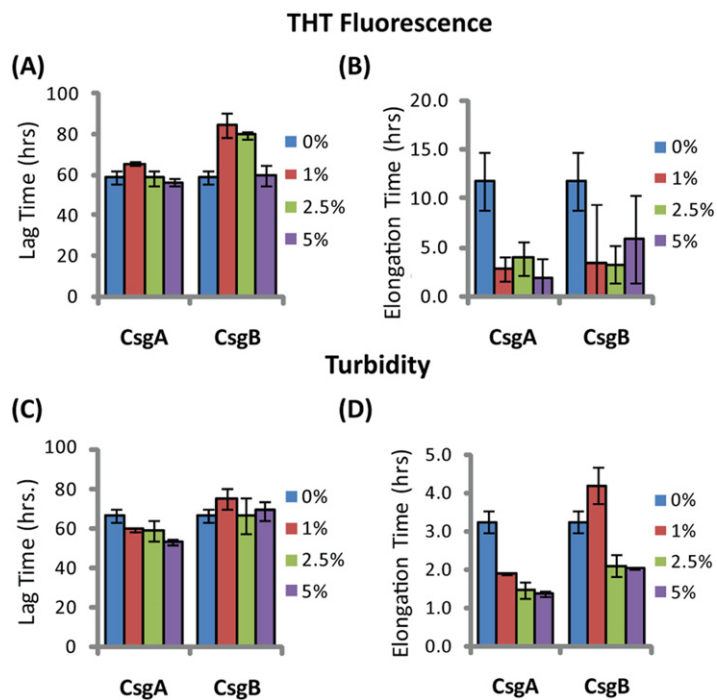 THT Fluorescence
(A)
Lag Time (hrs)
100
80
60
40
20
0
CsgA CsgB
0%
1%
2.5%
5%
(B)
Elongation Time (hrs)
20.0
15.0
10.0
5.0
0.0
CsgA CsgB
0%
1%
2.5%
5%
Turbidity
(C)
Lag Time (hrs.)
100
80
60
40
20
0
CsgA CsgB
0%
1%
2.5%
5%
(D)
Elongation Time (hrs)
5.0
4.0
3.0
2.0
1.0
0.0
CsgA CsgB
0%
1%
2.5%
5%